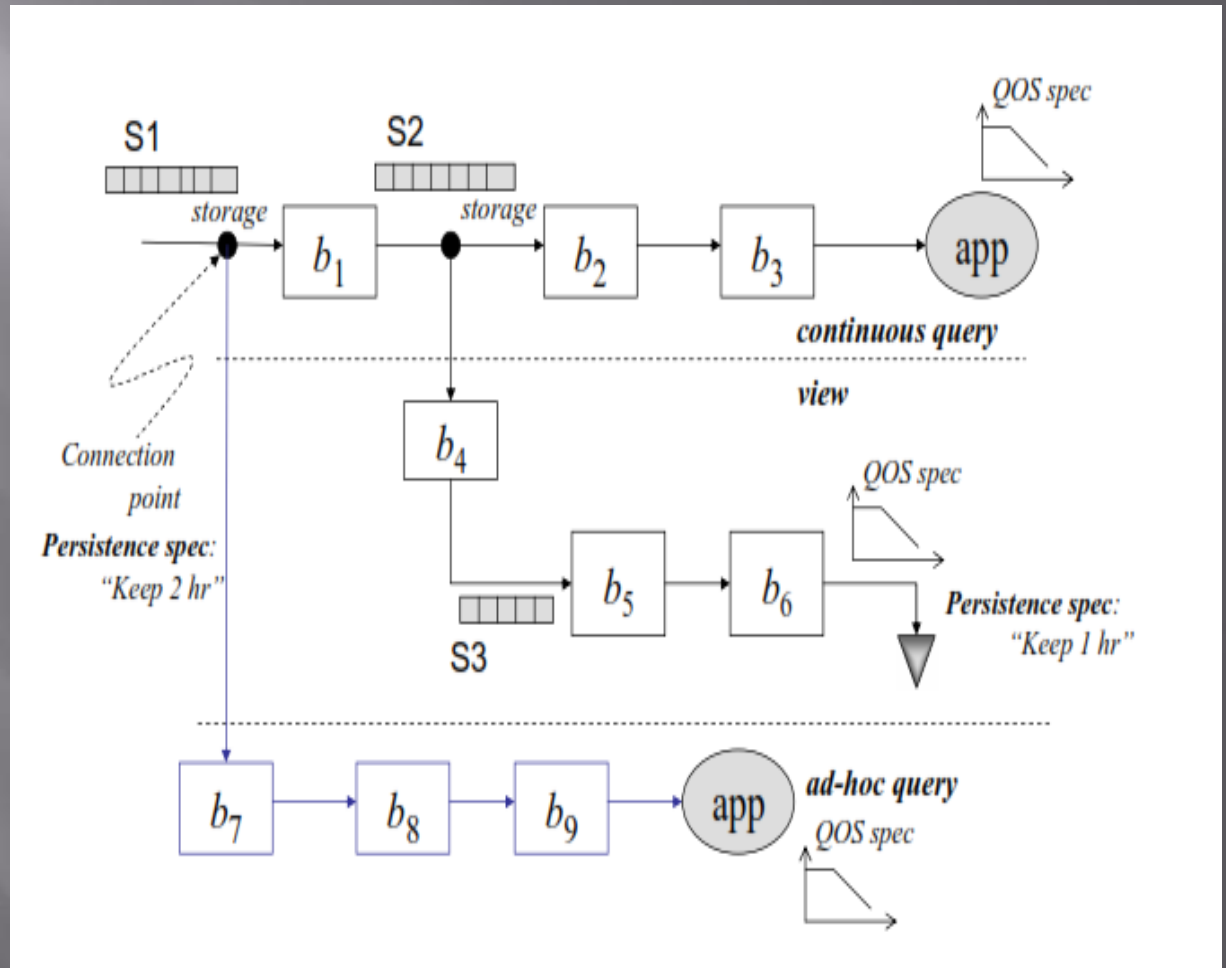 QOS spec
S1
S2
storage
storage
b1
b2
b3
app
continuous query
view
b4
Connection
point
QOS spec
Persistence spec:
"Keep 2 hr"
b5
b6
Persistence spec:
"Keep 1 hr"
S3
b7
b8
b9
app
ad-hoc query
QOS spec